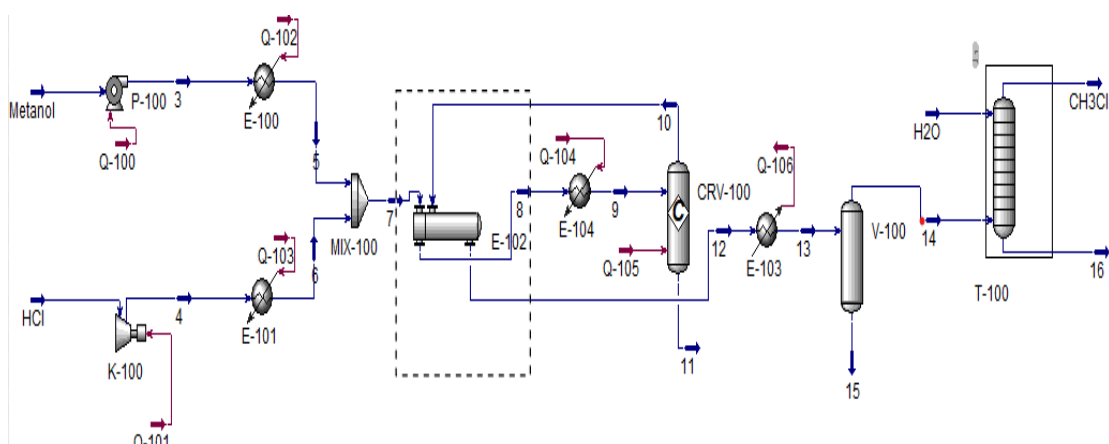 Metanol
P-100
Q-100
3
Q-102
E-100
5
HCl
K-100
Q-101
4
Q-103
E-101
6
MIX-100
7
E-102
8
Q-104
E-104
9
10
CRV-100
Q-105
11
12
Q-106
E-103
13
V-100
14
15
H2O
T-100
CH3Cl
16
C